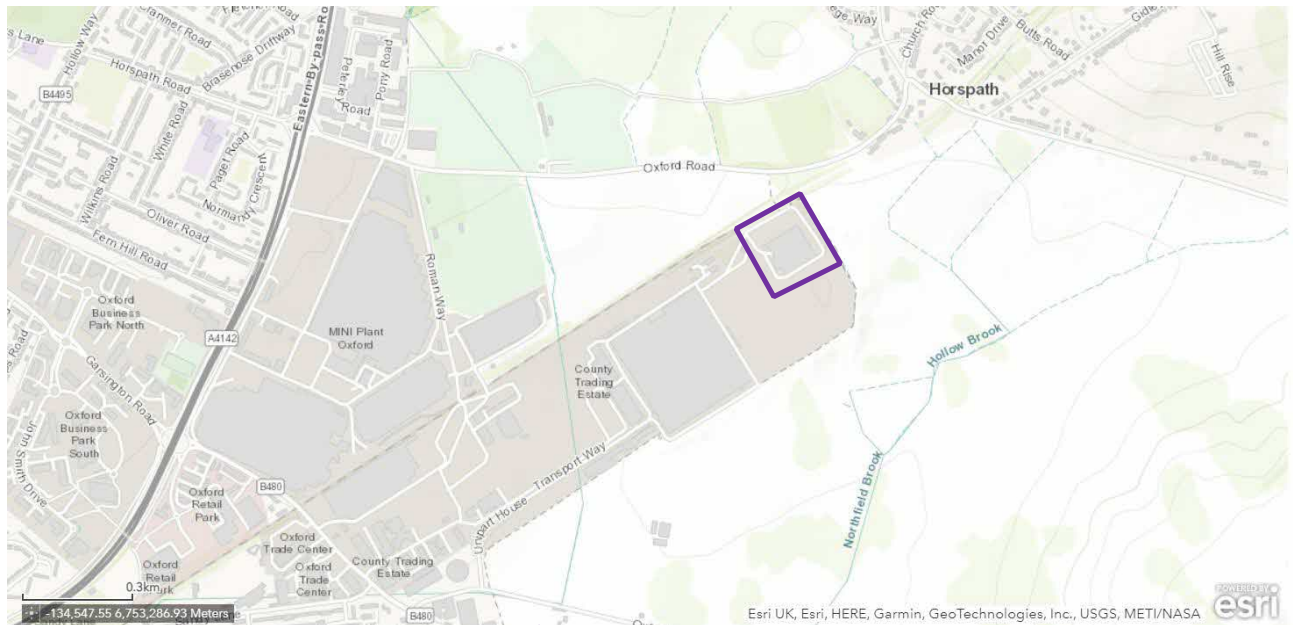 Cranmer Road
Hollow Way
Horspath Road
Brasenose Driftway
B4495
White Road
Paget Road
Wilkins Road
Normandy Crescent
Oliver Road
Fern Hill Road
Eastern-By-pass-Ro
Peterley
Road
Pony Road
Church Ro
Manor Drive
Butts Road
Hill Rise
Horspath
Oxford Road
Roman Way
Oxford
Business
Park North
A4142
MINI Plant
Oxford
Garsington Road
County
Trading
Estate
Hollow Brook
Oxford
Business
Park
South
John Smith Drive
Unipart House
Transport Way
Northfield Brook
B480
Oxford
Retail
Park
Oxford
Trade Center
Oxford
Trade
Center
County Trading
Estate
Oxford
Retail
0.3km
-134,547.55 6,753,286.93 Meters
B480
Esri UK, Esri, HERE, Garmin, GeoTechnologies, Inc., USGS, METI/NASA
POWERED BY
esri